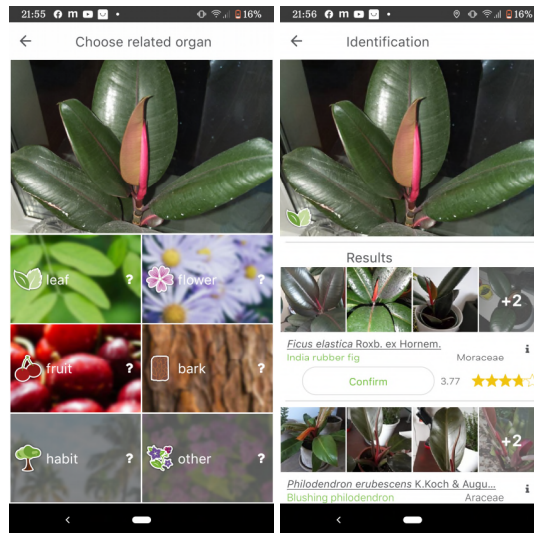 21:55 16%
Choose related organ
leaf ? flower ?
fruit ? bark ?
habit ? other ?
21:56 16%
Identification
Results
+2
Ficus elastica Roxb. ex Hornem.
India rubber fig Moraceae
Confirm 3.77
+2
Philodendron erubescens K.Koch & Augu...
Blushing philodendron Araceae